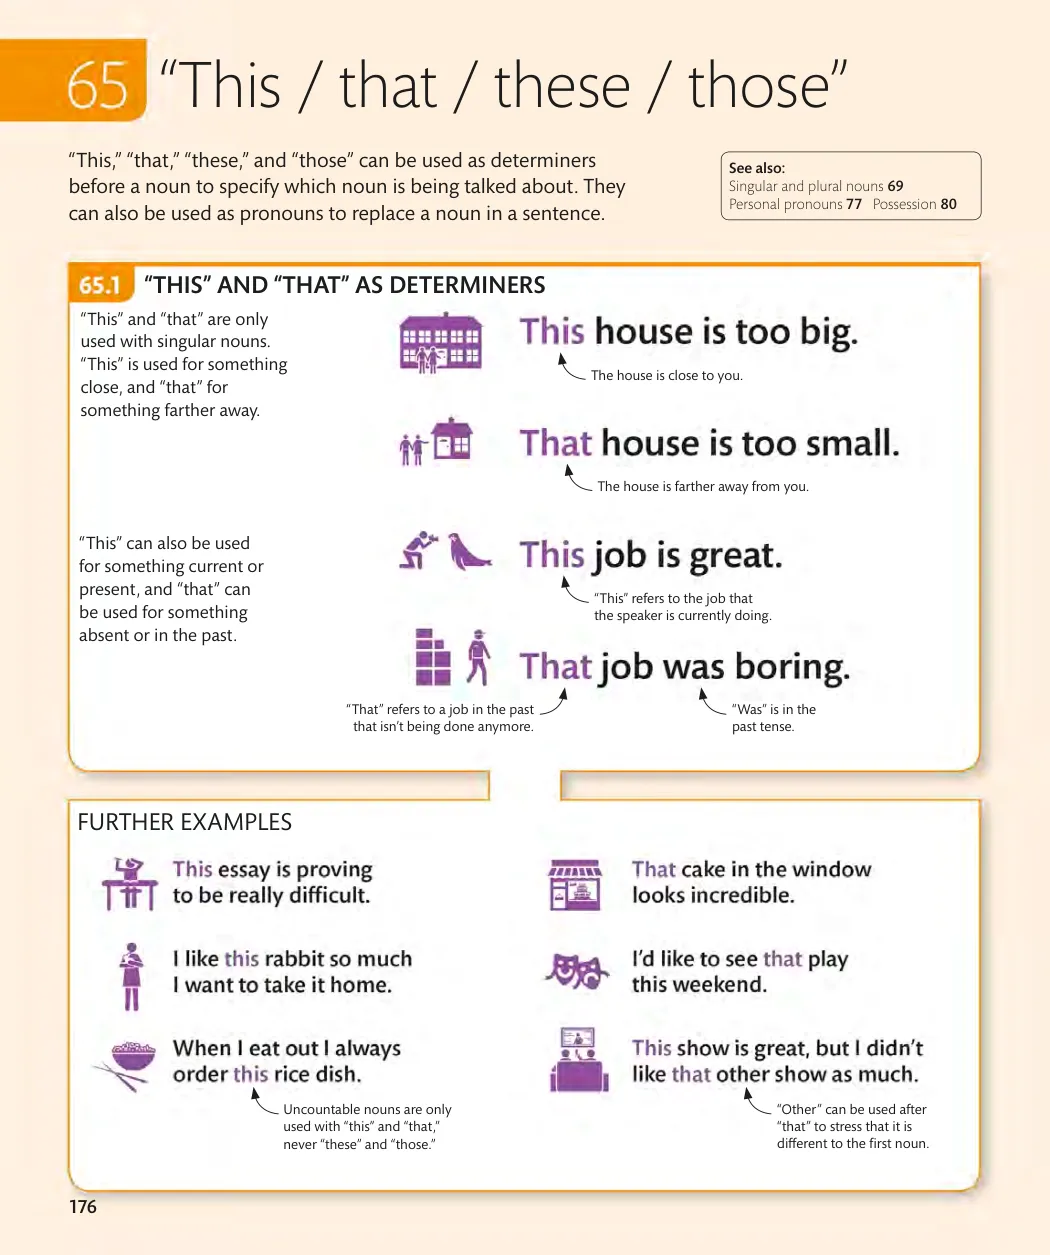 65 “This / that / these / those”
“This,” “that,” “these,” and “those” can be used as determiners
before a noun to specify which noun is being talked about. They
can also be used as pronouns to replace a noun in a sentence.
See also:
Singular and plural nouns 69
Personal pronouns 77 Possession 80
65.1 “THIS” AND “THAT” AS DETERMINERS
“This” and “that” are only
used with singular nouns.
“This” is used for something
close, and “that” for
something farther away.
This house is too big.
The house is close to you.
That house is too small.
The house is farther away from you.
“This” can also be used
for something current or
present, and “that” can
be used for something
absent or in the past.
This job is great.
“This” refers to the job that
the speaker is currently doing.
That job was boring.
“That” refers to a job in the past
that isn’t being done anymore.
“Was” is in the
past tense.
FURTHER EXAMPLES
This essay is proving
to be really difficult.
I like this rabbit so much
I want to take it home.
When I eat out I always
order this rice dish.
Uncountable nouns are only
used with “this” and “that,”
never “these” and “those.”
That cake in the window
looks incredible.
I’d like to see that play
this weekend.
This show is great, but I didn’t
like that other show as much.
“Other” can be used after
“that” to stress that it is
different to the first noun.
176